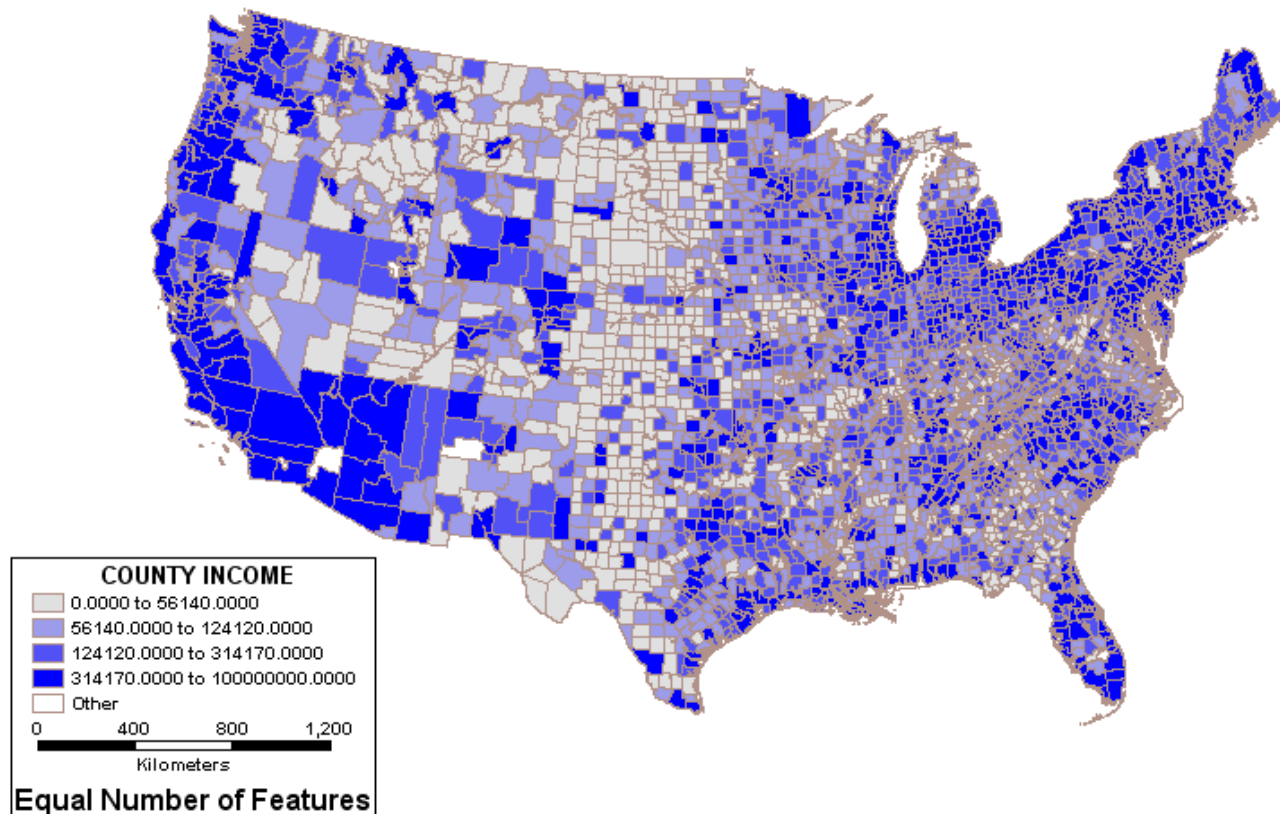 COUNTY INCOME
0.0000 to 56140.0000
56140.0000 to 124120.0000
124120.0000 to 314170.0000
314170.0000 to 100000000.0000
Other
0 400 800 1,200
Kilometers
Equal Number of Features